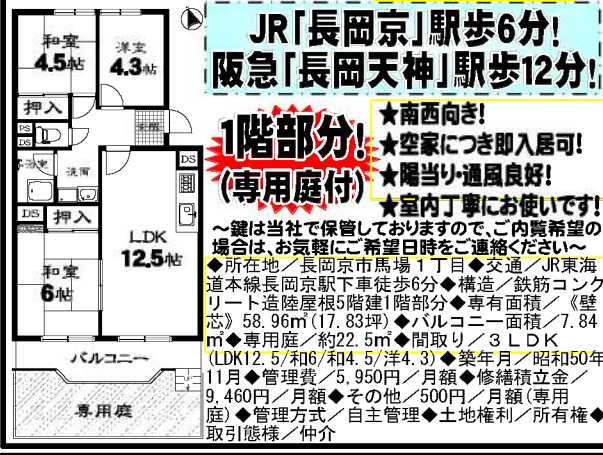 和室
4.5帖
洋室
4.3帖
押入
PS
DS
玄関
浴室
洗面
DS
DS
押入
和室
6帖
LDK
12.5帖
バルコニー
専用庭
JR「長岡京」駅歩6分!
阪急「長岡天神」駅歩12分!
1階部分!
(専用庭付)
★南西向き!
★空家につき即入居可!
★陽当り・通風良好!
★室内丁寧にお使いです!
～鍵は当社で保管しておりますので、ご内覧希望の
場合は、お気軽にご希望日時をご連絡ください～
◆所在地／長岡京市馬場1丁目◆交通／JR東海
道本線長岡京駅下車徒歩6分◆構造／鉄筋コンク
リート造陸屋根5階建1階部分◆専有面積／《壁
芯》58.96㎡(17.83坪)◆バルコニー面積／7.84
㎡◆専用庭／約22.5㎡◆間取り／3LDK
(LDK12.5/和6/和4.5/洋4.3)◆築年月／昭和50年
11月◆管理費／5,950円／月額◆修繕積立金／
9,460円／月額◆その他／500円／月額(専用
庭)◆管理方式／自主管理◆土地権利／所有権◆
取引態様／仲介